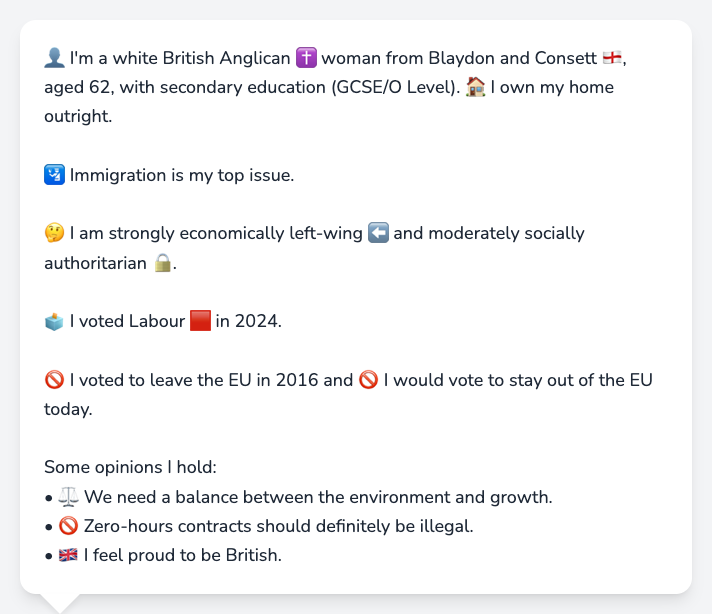 👤 I'm a white British Anglican ✝️ woman from Blaydon and Consett 🏴󠁧󠁢󠁥󠁮󠁧󠁿,
aged 62, with secondary education (GCSE/O Level). 🏠 I own my home
outright.
🛂 Immigration is my top issue.
🤔 I am strongly economically left-wing ⬅️ and moderately socially
authoritarian 🔒.
🗳️ I voted Labour 🟥 in 2024.
🚫 I voted to leave the EU in 2016 and 🚫 I would vote to stay out of the EU
today.
Some opinions I hold:
• ⚖️ We need a balance between the environment and growth.
• 🚫 Zero-hours contracts should definitely be illegal.
• 🇬🇧 I feel proud to be British.